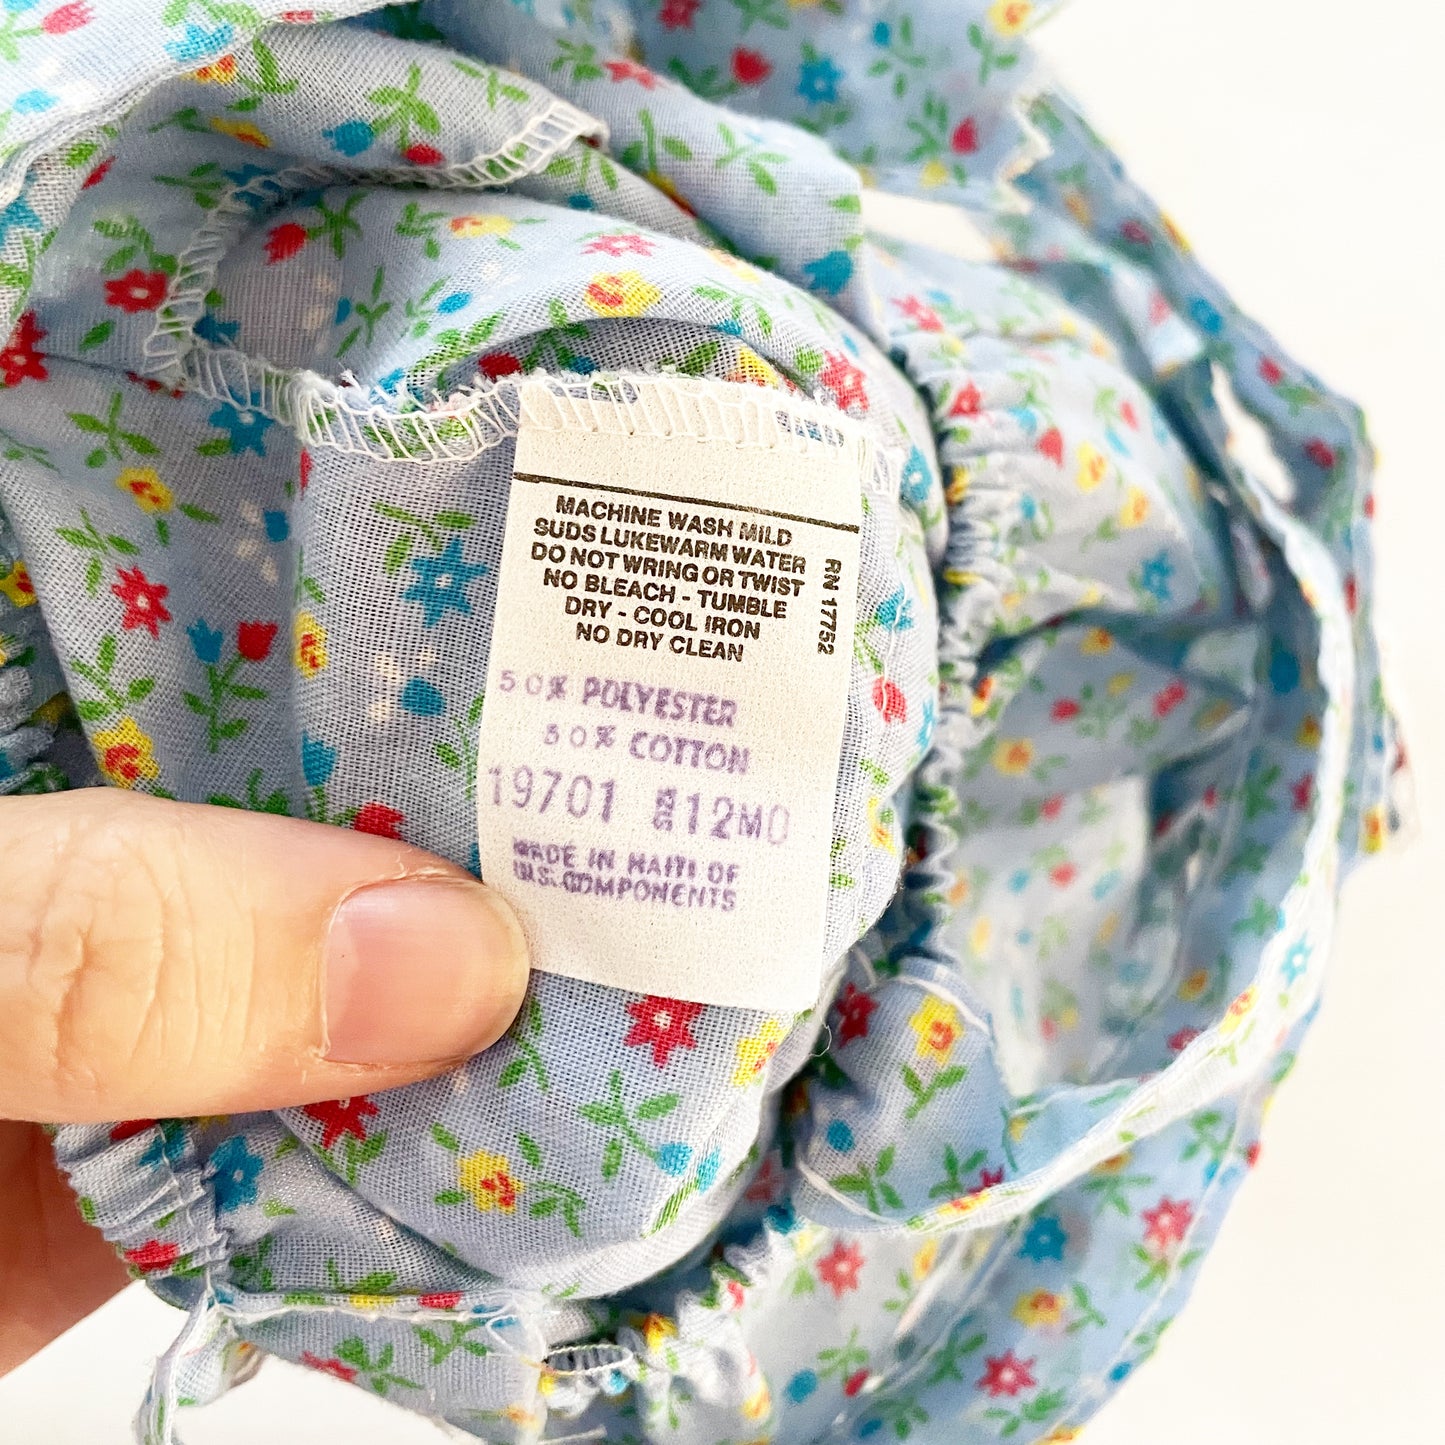 MACHINE WASH MILD
SUDS LUKEWARM WATER
DO NOT WRING OR TWIST
NO BLEACH - TUMBLE
DRY - COOL IRON
NO DRY CLEAN
RN 17752
50% POLYESTER
50% COTTON
19701 12MO
MADE IN HAITI OF
U.S. COMPONENTS